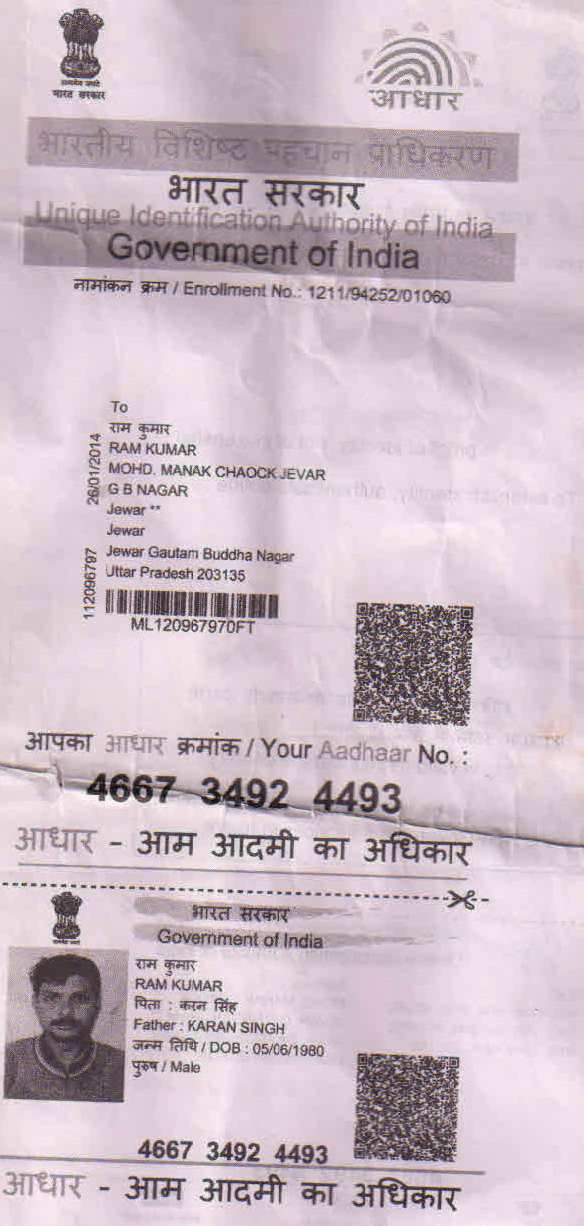 सत्यमेव जयते
भारत सरकार
आधार
भारतीय विशिष्ट पहचान प्राधिकरण
भारत सरकार
Unique Identification Authority of India
Government of India
नामांकन क्रम / Enrollment No.: 1211/94252/01060
To
राम कुमार
RAM KUMAR
MOHD. MANAK CHAOCK JEVAR
G B NAGAR
Jewar **
Jewar
Jewar Gautam Buddha Nagar
Uttar Pradesh 203135
26/01/2014
112096797
ML120967970FT
आपका आधार क्रमांक / Your Aadhaar No. :
4667 3492 4493
आधार - आम आदमी का अधिकार
भारत सरकार
Government of India
राम कुमार
RAM KUMAR
पिता : करन सिंह
Father : KARAN SINGH
जन्म तिथि / DOB : 05/06/1980
पुरुष / Male
4667 3492 4493
आधार - आम आदमी का अधिकार